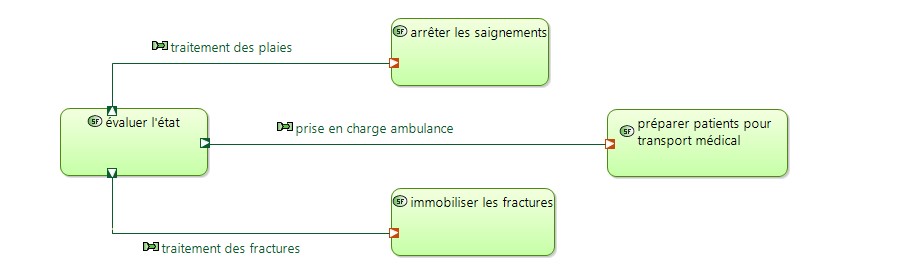 arrêter les saignements
traitement des plaies
évaluer l'état
prise en charge ambulance
préparer patients pour
transport médical
immobiliser les fractures
traitement des fractures